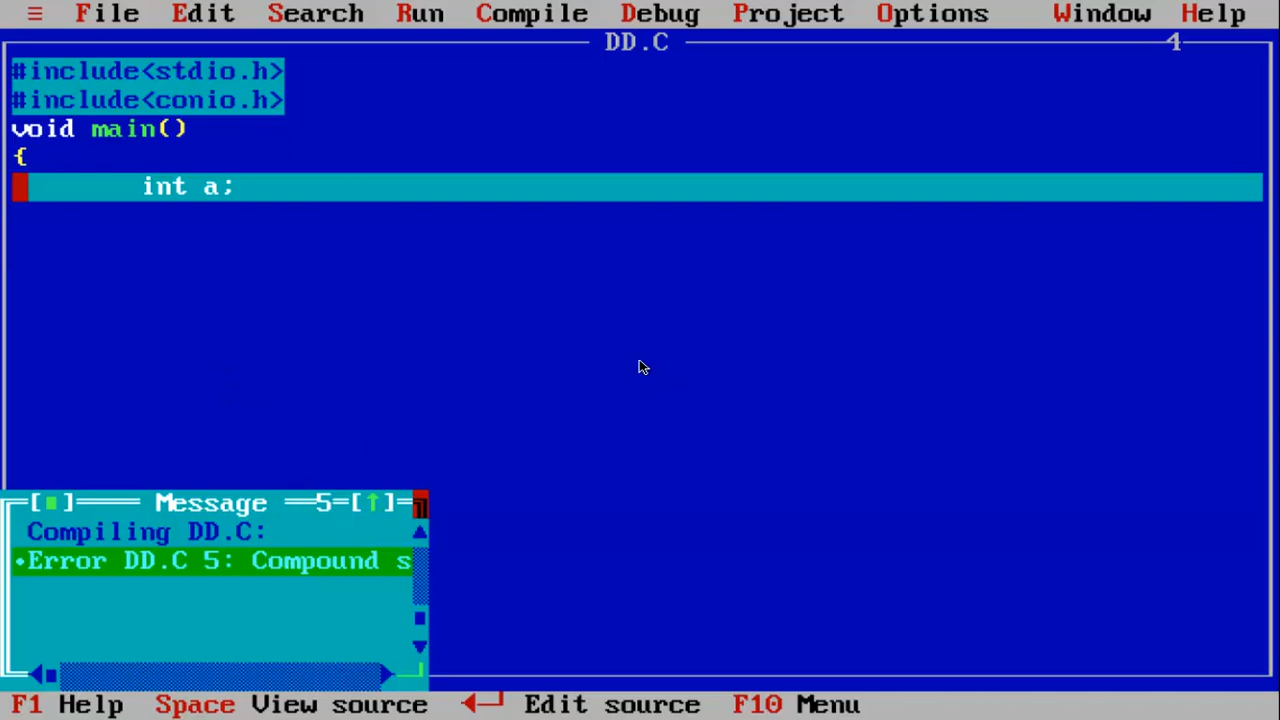 ≡ File Edit Search Run Compile Debug Project Options Window Help
DD.C 4
#include<stdio.h>
#include<conio.h>
void main()
{
int a;
[■] Message 5=[↑]
Compiling DD.C:
•Error DD.C 5: Compound s
F1 Help Space View source ◄┘ Edit source F10 Menu